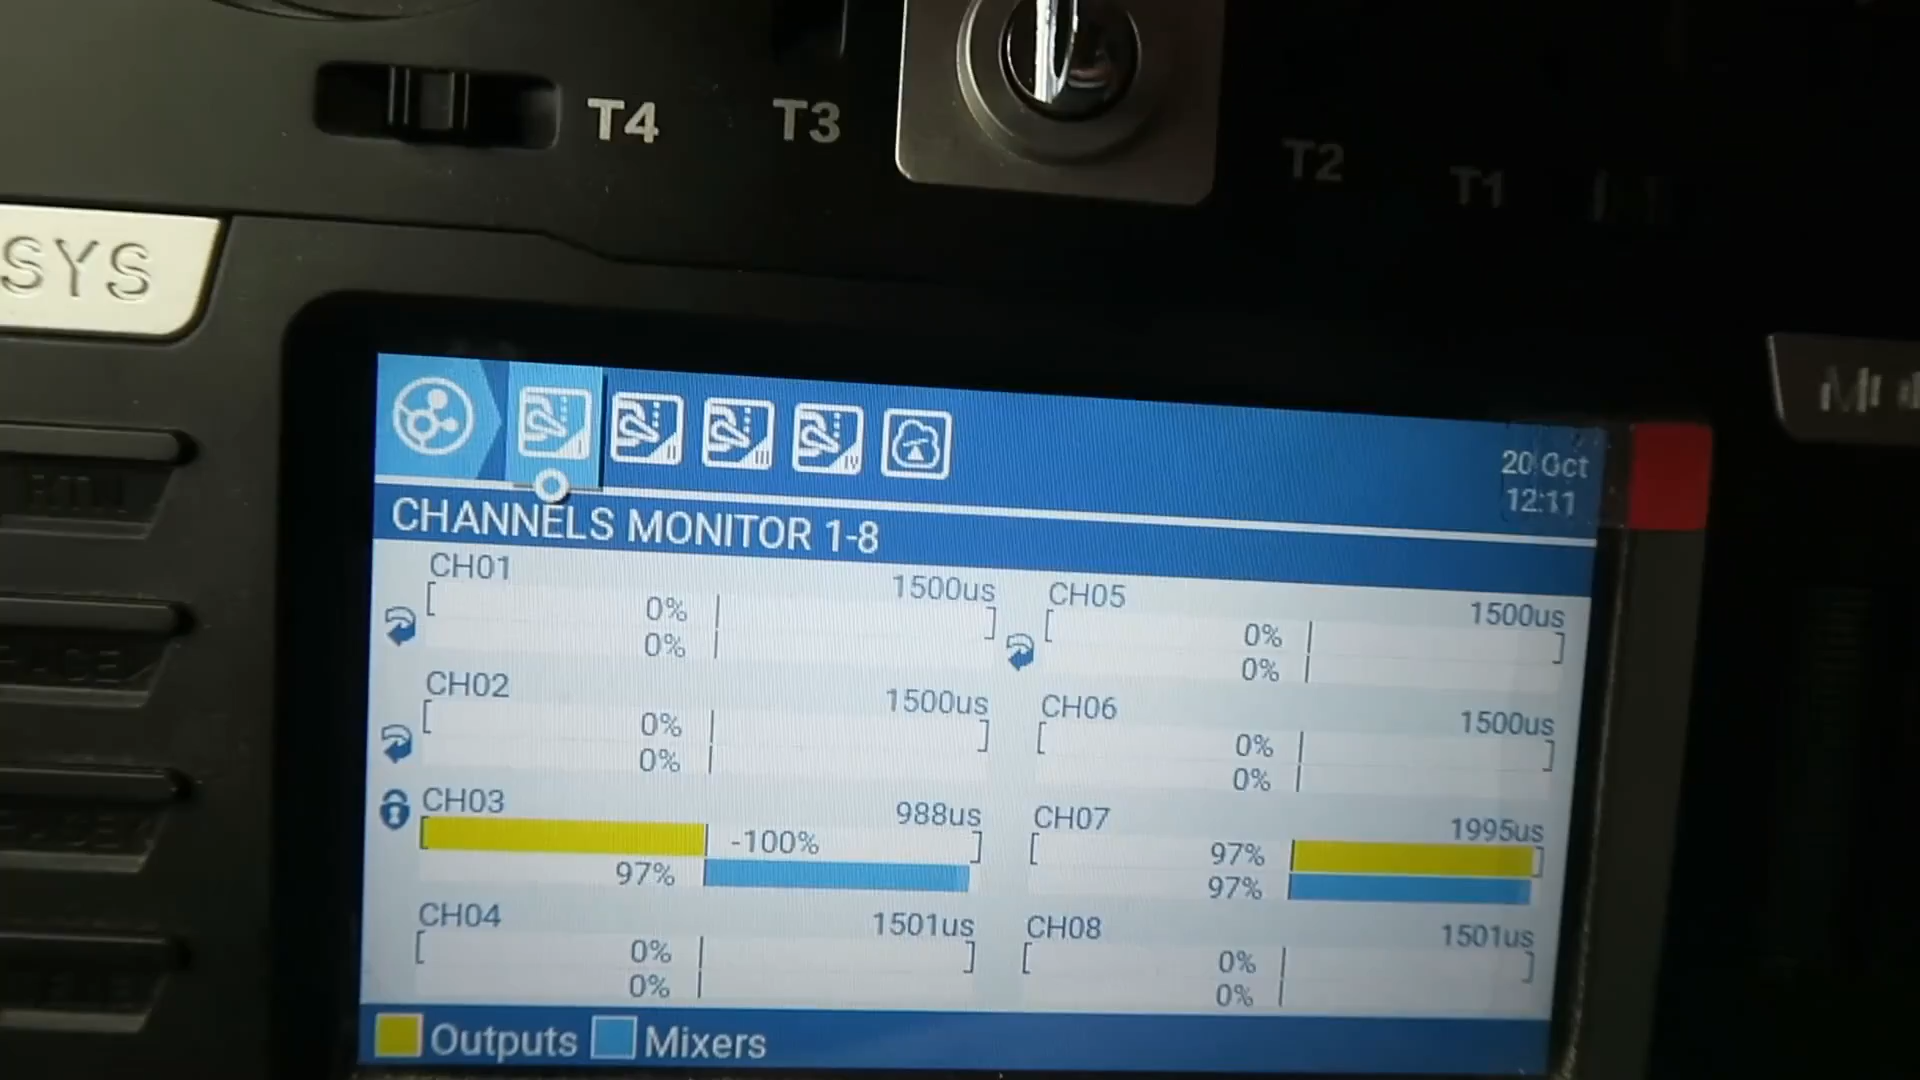 T4 T3 T2 T1
SYS
20 Oct
12:11
CHANNELS MONITOR 1-8
CH01 1500us
0%
0%
CH02 1500us
0%
0%
CH03 988us
-100%
97%
CH04 1501us
0%
0%
CH05 1500us
0%
0%
CH06 1500us
0%
0%
CH07 1995us
97%
97%
CH08 1501us
0%
0%
Outputs Mixers